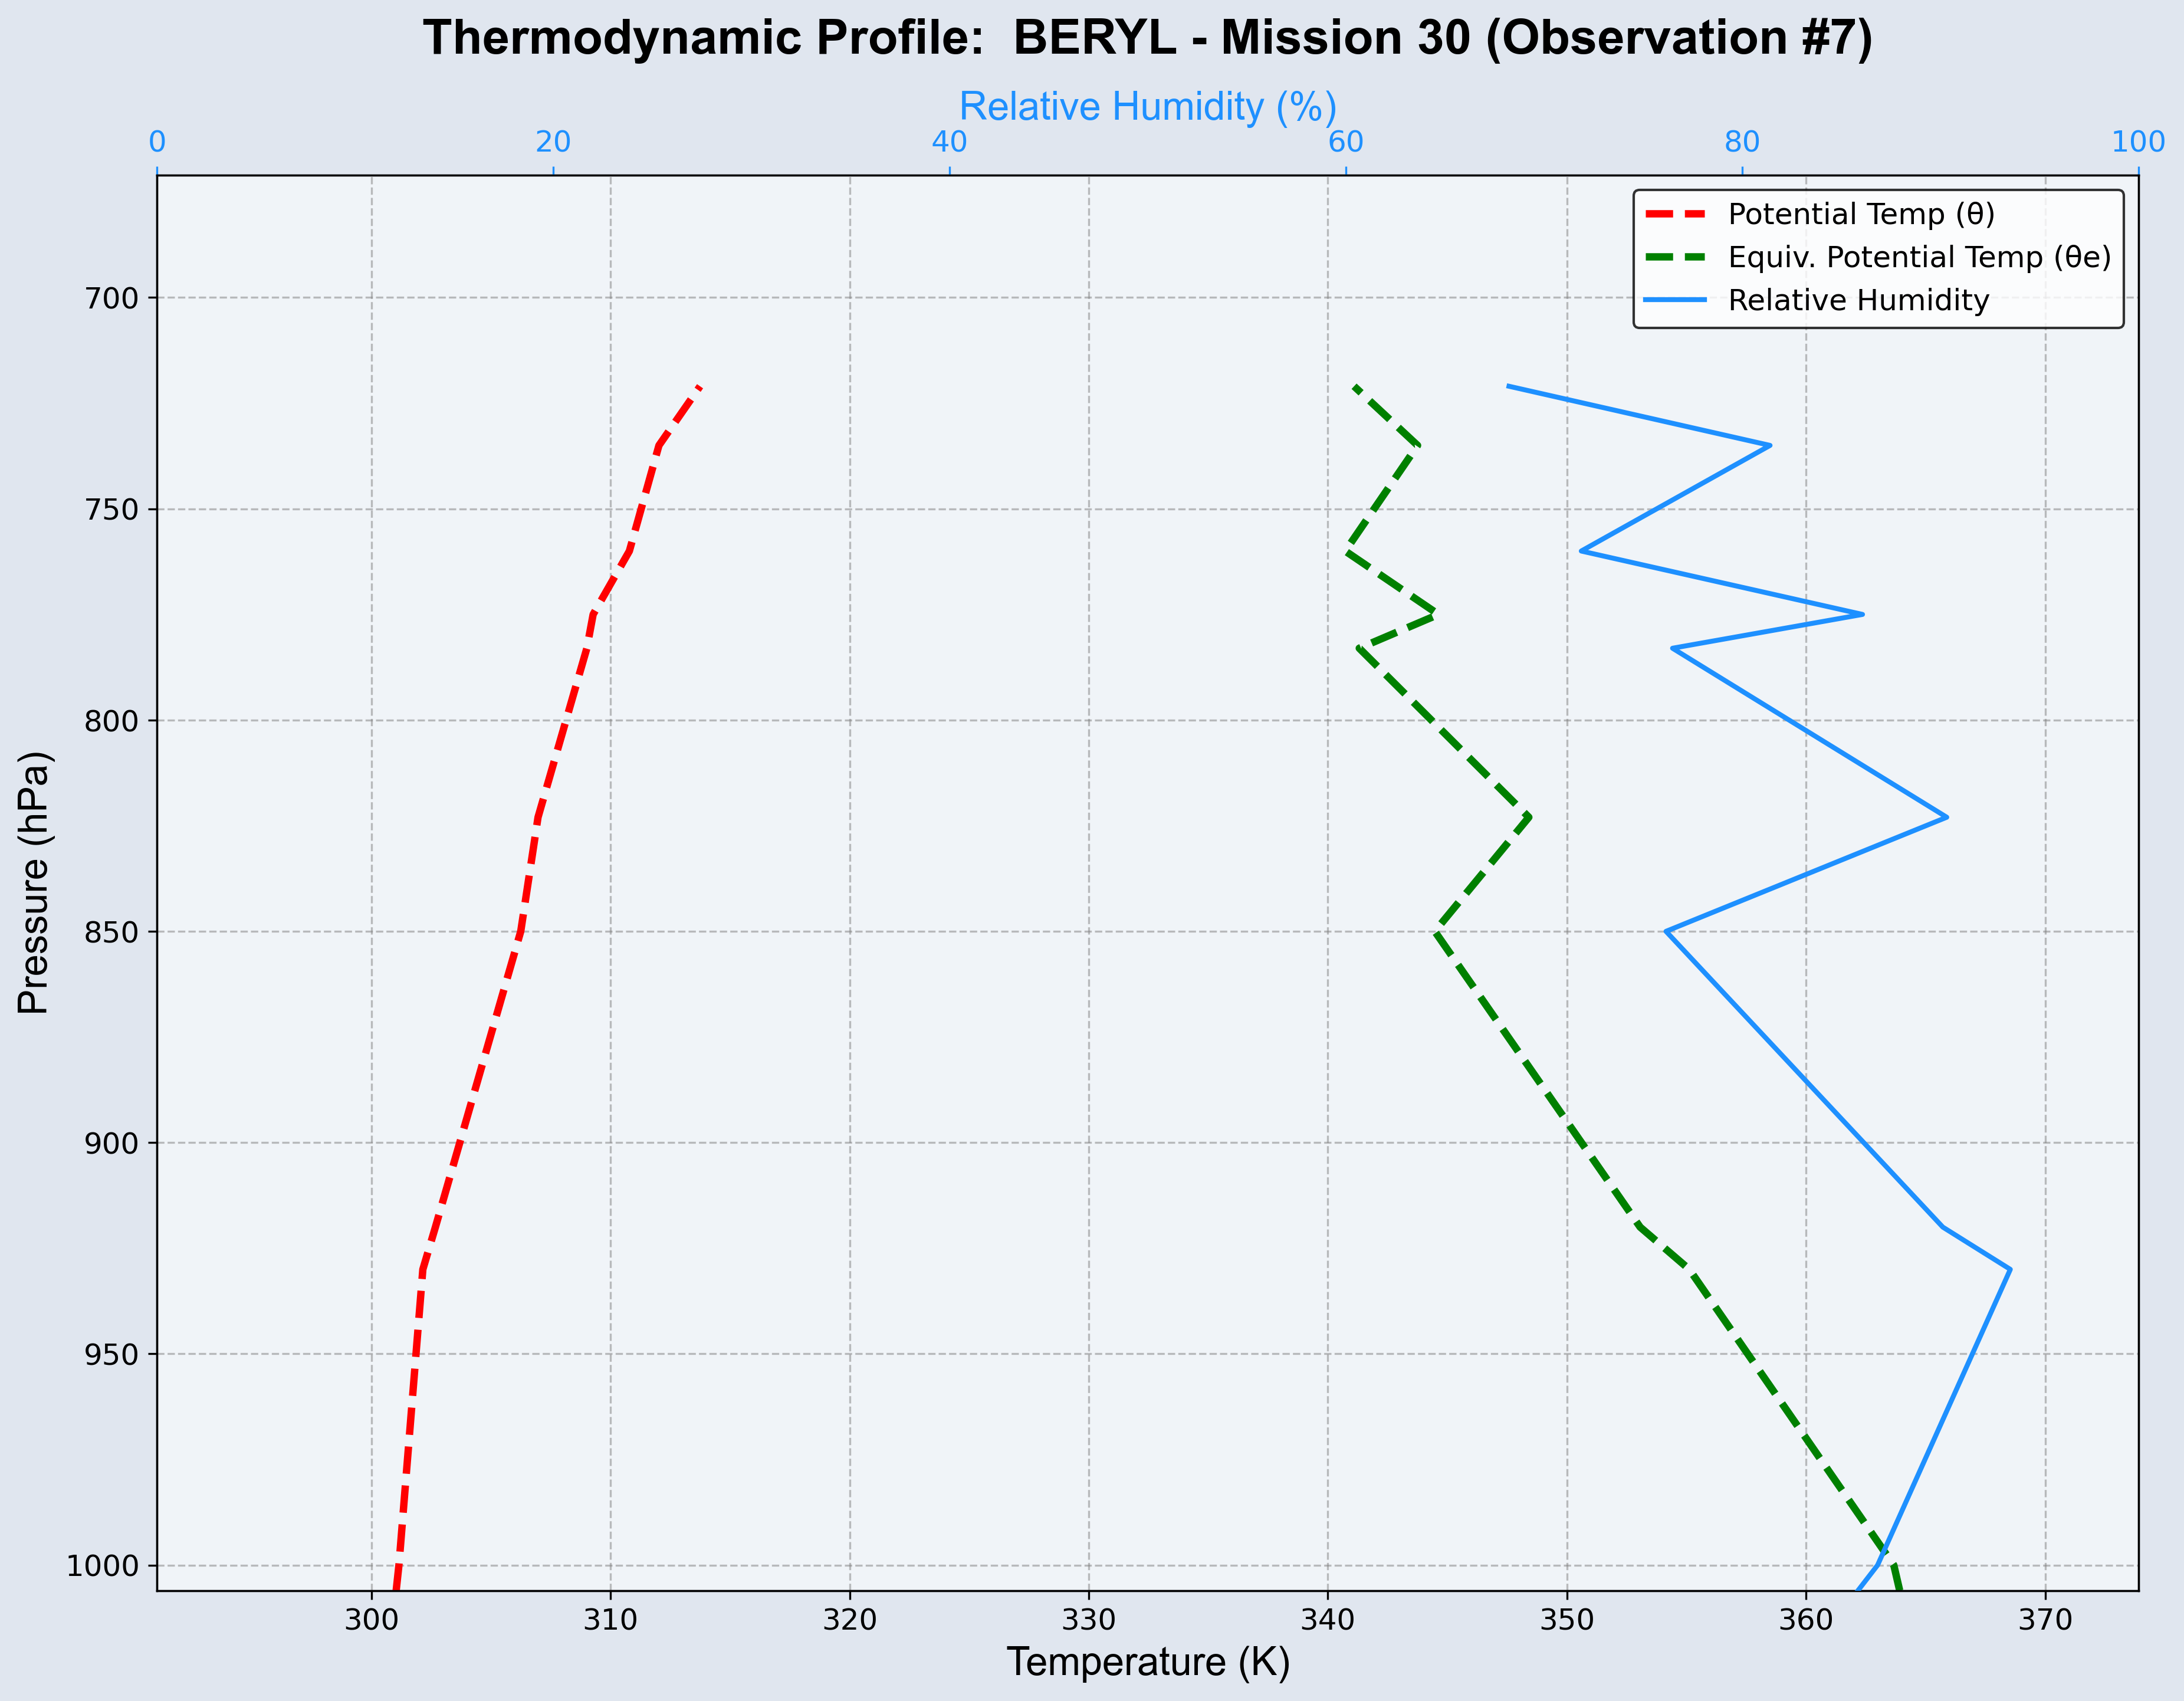 Thermodynamic Profile:  BERYL - Mission 30 (Observation #7)
Relative Humidity (%)
0 20 40 60 80 100
Potential Temp (θ)
Equiv. Potential Temp (θe)
Relative Humidity
Pressure (hPa)
700
750
800
850
900
950
1000
300 310 320 330 340 350 360 370
Temperature (K)